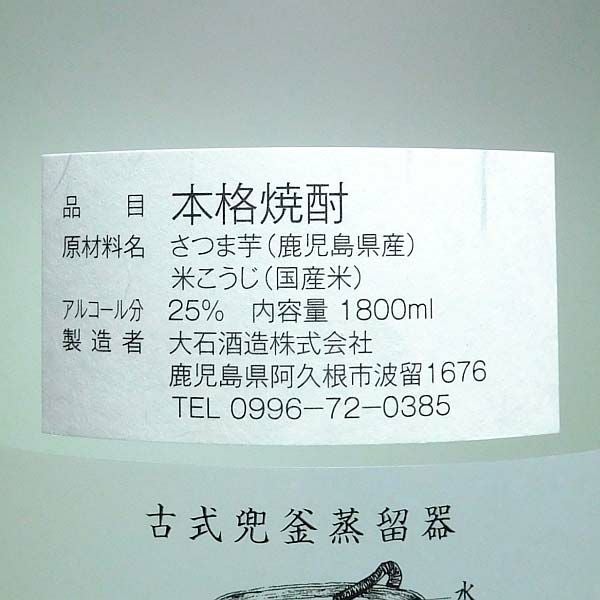 品目 本格焼酎
原材料名 さつま芋(鹿児島県産)
米こうじ(国産米)
アルコール分 25% 内容量 1800ml
製造者 大石酒造株式会社
鹿児島県阿久根市波留1676
TEL 0996-72-0385
古式兜釜蒸留器
水